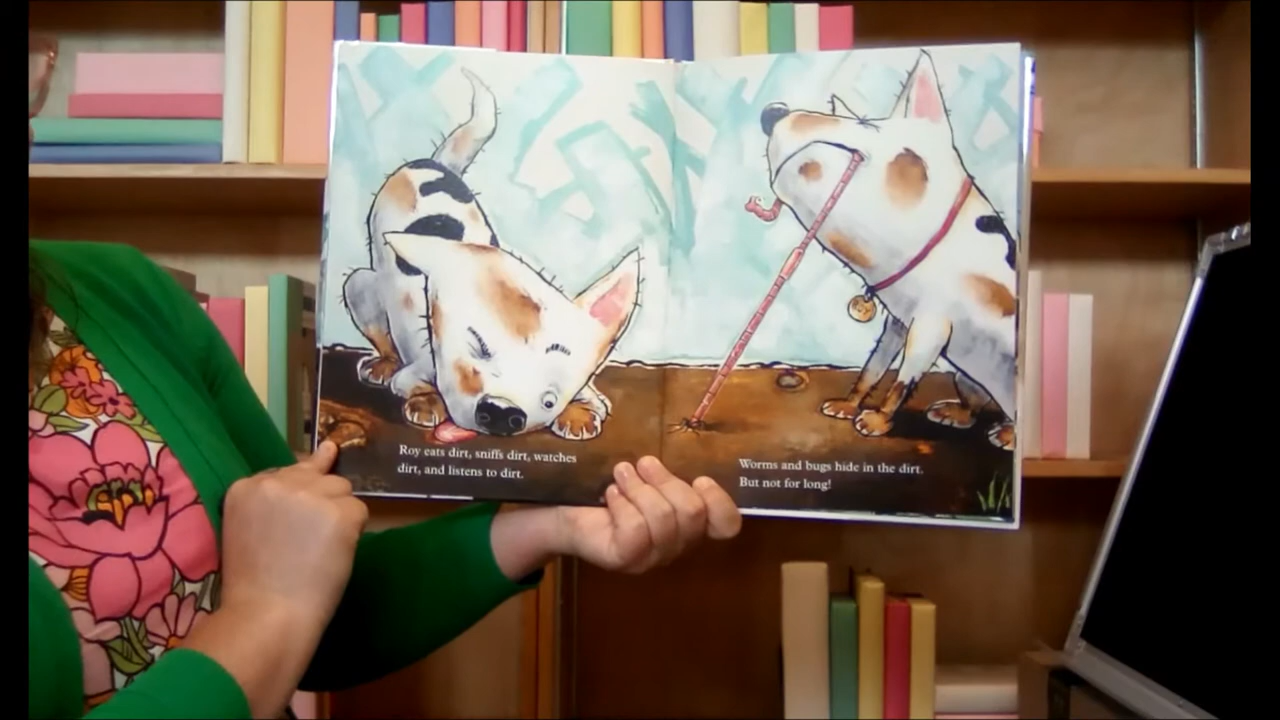 Roy eats dirt, sniffs dirt, watches
dirt, and listens to dirt.
Worms and bugs hide in the dirt.
But not for long!